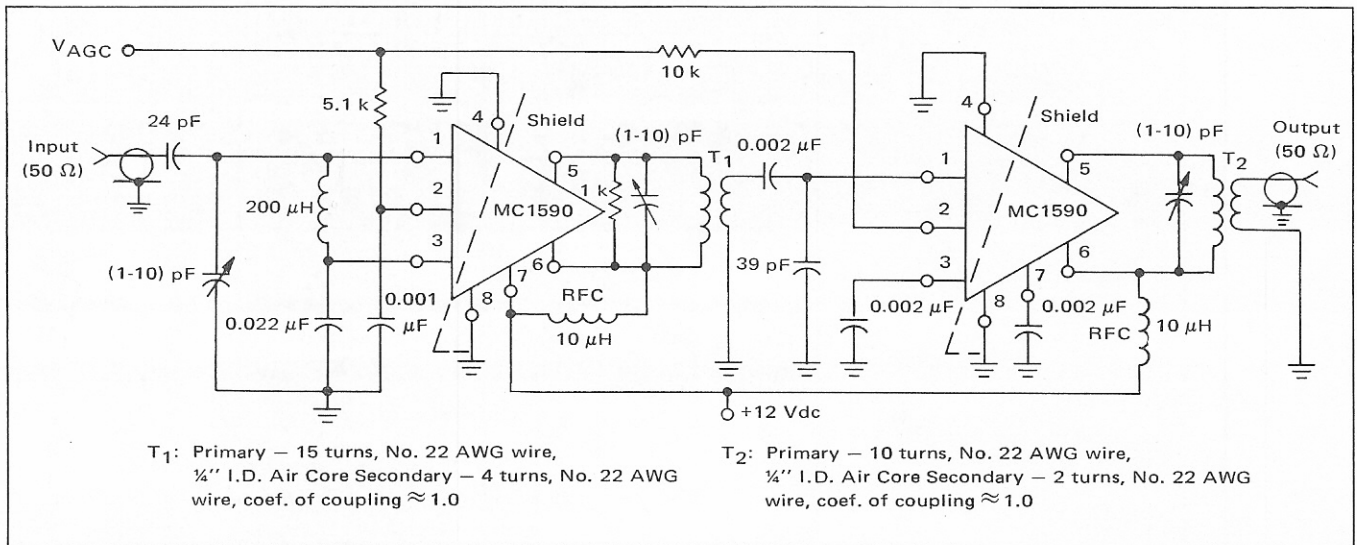 VAGC
10 k
5.1 k
4
Shield
4
Shield
24 pF
(1-10) pF
(1-10) pF
Input
(50 Ω)
Output
(50 Ω)
1
5
T1
0.002 μF
1
5
T2
200 μH
2
MC1590
1 k
2
MC1590
3
6
39 pF
3
6
(1-10) pF
7
7
0.022 μF
0.001
μF
8
RFC
10 μH
0.002 μF
8
0.002 μF
RFC
10 μH
+12 Vdc
T1: Primary – 15 turns, No. 22 AWG wire,
¼'' I.D. Air Core Secondary – 4 turns, No. 22 AWG
wire, coef. of coupling ≈ 1.0
T2: Primary – 10 turns, No. 22 AWG wire,
¼'' I.D. Air Core Secondary – 2 turns, No. 22 AWG
wire, coef. of coupling ≈ 1.0